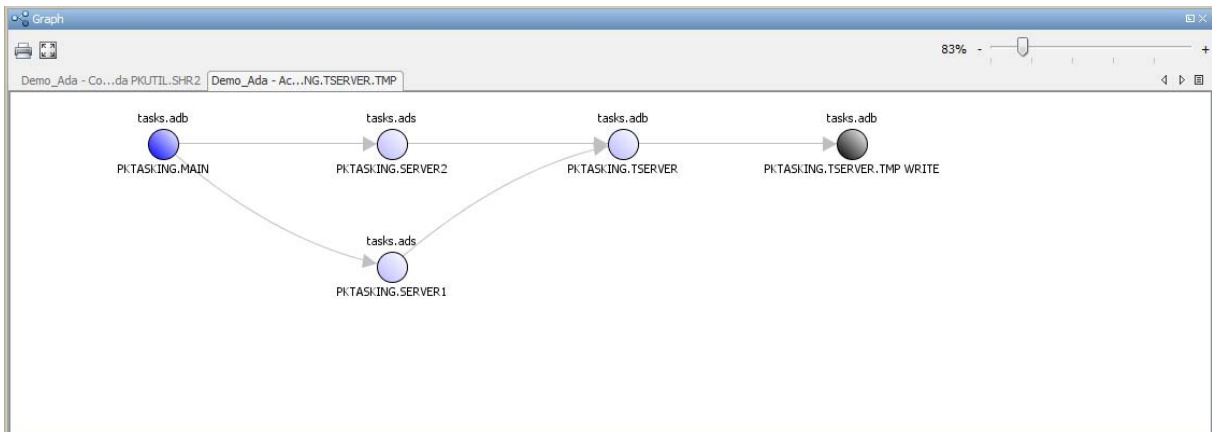 Graph
83% - +
Demo_Ada - Co...da PKUTIL.SHR2 Demo_Ada - Ac...NG.TSERVER.TMP
tasks.adb tasks.ads tasks.adb tasks.adb
PKTASKING.MAIN PKTASKING.SERVER2 PKTASKING.TSERVER PKTASKING.TSERVER.TMP WRITE
tasks.ads
PKTASKING.SERVER1